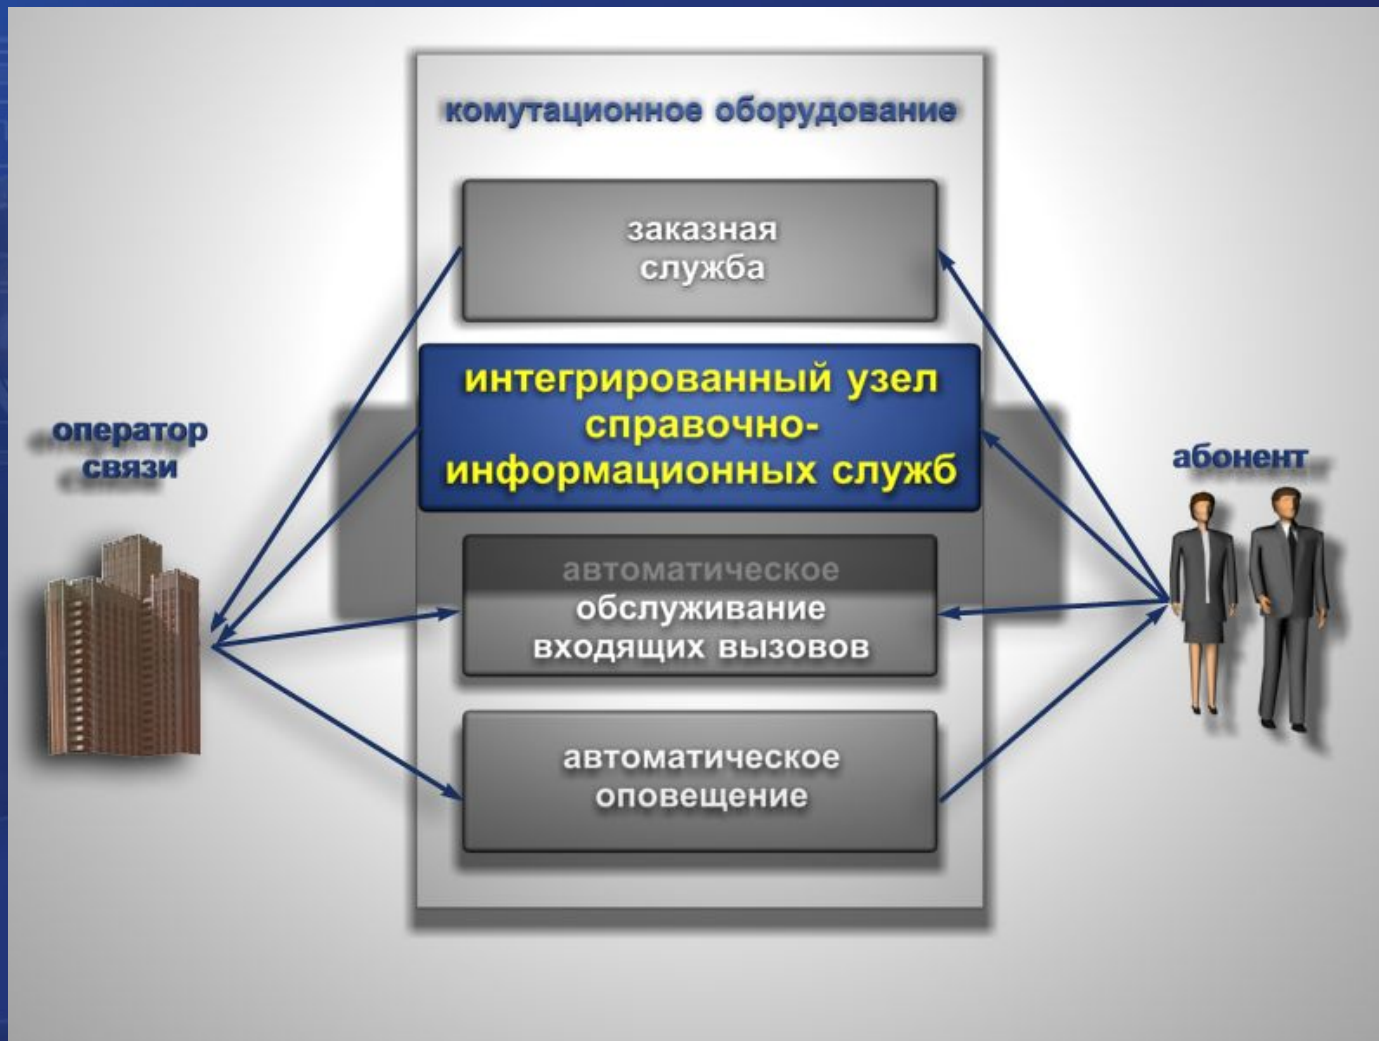 комутационное оборудование
заказная
служба
интегрированный узел
справочно-
информационных служб
оператор
связи
абонент
автоматическое
обслуживание
входящих вызовов
автоматическое
оповещение